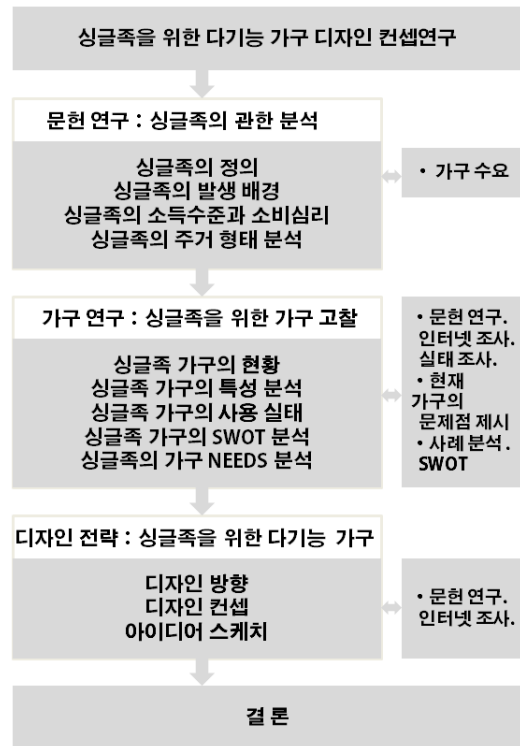 싱글족을 위한 다기능 가구 디자인 컨셉연구
문헌 연구 : 싱글족의 관한 분석
싱글족의 정의
싱글족의 발생 배경
싱글족의 소득수준과 소비심리
싱글족의 주거 형태 분석
• 가구 수요
가구 연구 : 싱글족을 위한 가구 고찰
싱글족 가구의 현황
싱글족 가구의 특성 분석
싱글족 가구의 사용 실태
싱글족 가구의 SWOT 분석
싱글족의 가구 NEEDS 분석
• 문헌 연구.
인터넷 조사.
실태 조사.
• 현재
가구의
문제점 제시
• 사례 분석.
SWOT
디자인 전략 : 싱글족을 위한 다기능 가구
디자인 방향
디자인 컨셉
아이디어 스케치
• 문헌 연구.
인터넷 조사.
결 론